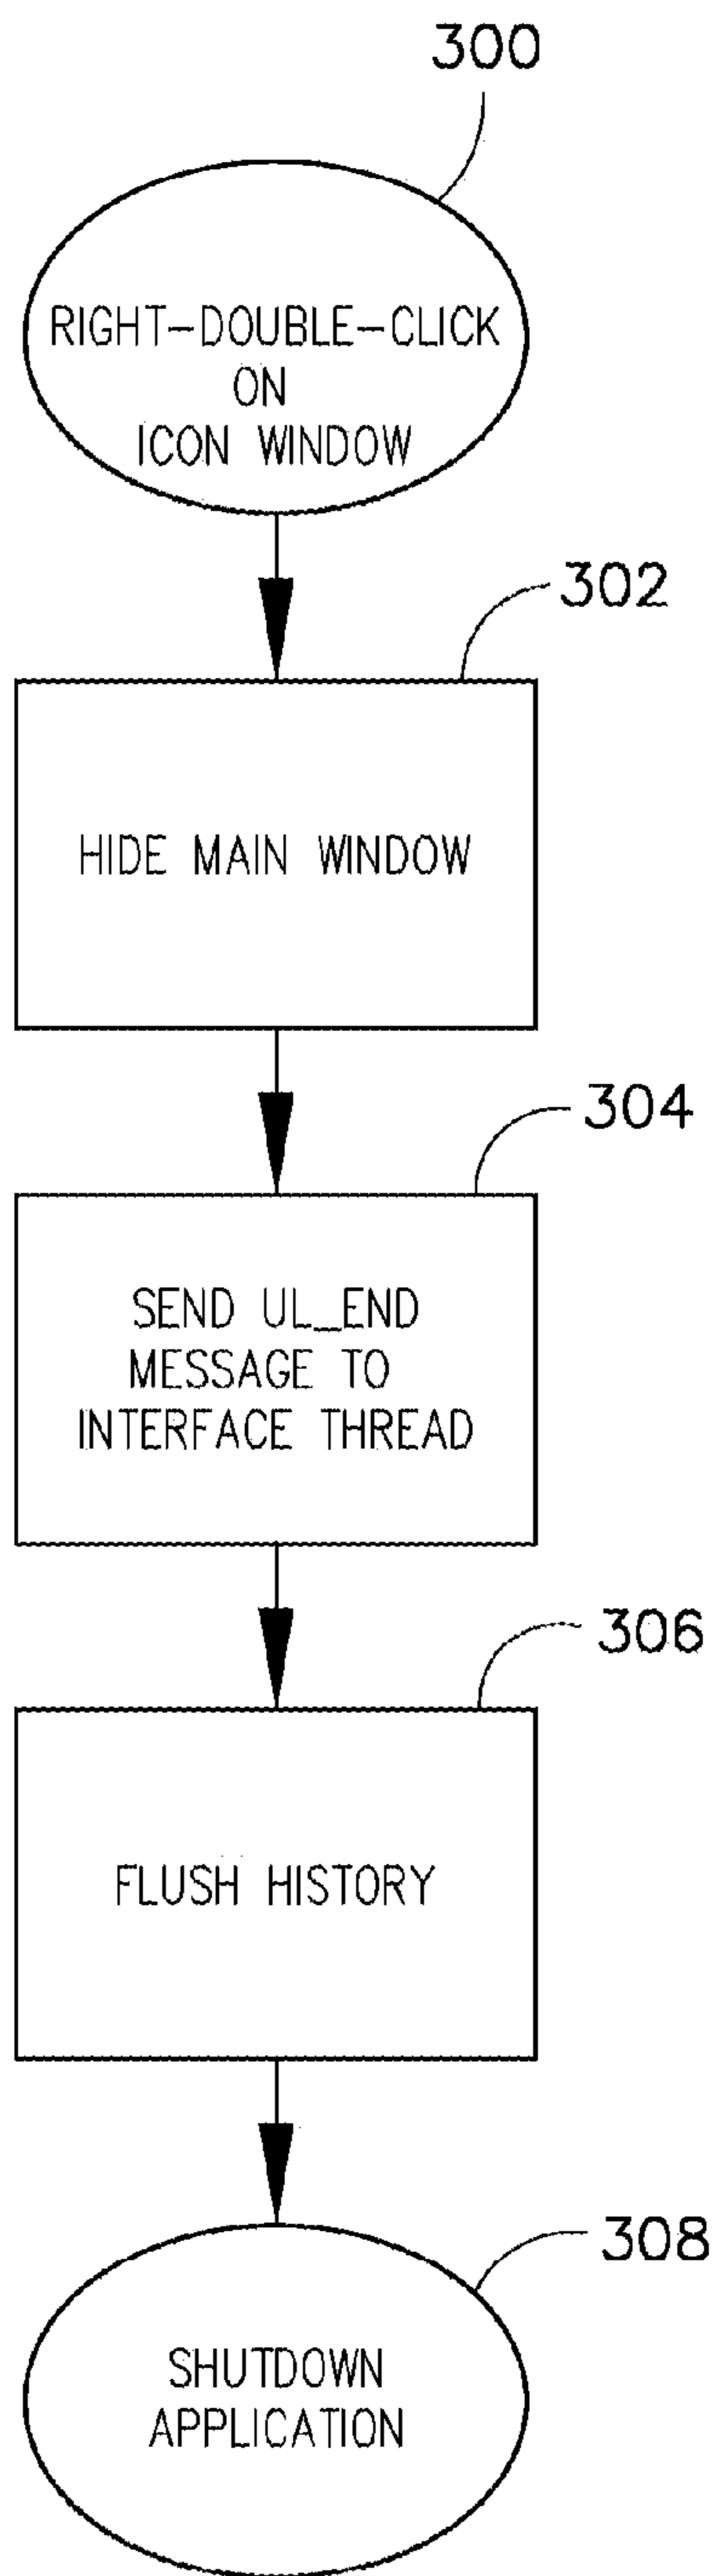 300
RIGHT-DOUBLE-CLICK
ON
ICON WINDOW
302
HIDE MAIN WINDOW
304
SEND UL_END
MESSAGE TO
INTERFACE THREAD
306
FLUSH HISTORY
308
SHUTDOWN
APPLICATION